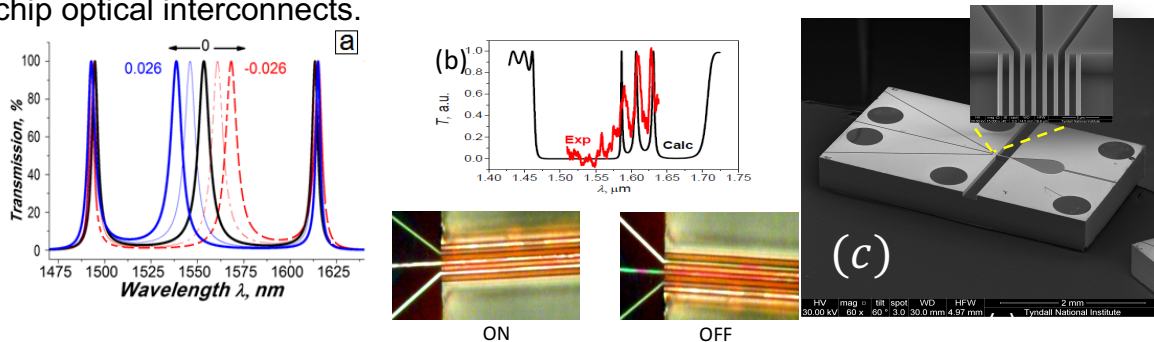 chip optical interconnects.
a
0
0.026
-0.026
Transmission, %
100
80
60
40
20
0
1475 1500 1525 1550 1575 1600 1625
Wavelength λ, nm
(b)
T, a.u.
1.0
0.8
0.6
0.4
0.2
0.0
Exp
Calc
1.40 1.45 1.50 1.55 1.60 1.65 1.70 1.75
λ, μm
ON
OFF
(c)
HV mag □ tilt spot WD HFW
30.00 kV 60 x 60 ° 3.0 30.0 mm 4.97 mm
2 mm
Tyndall National Institute
Tyndall National Institute